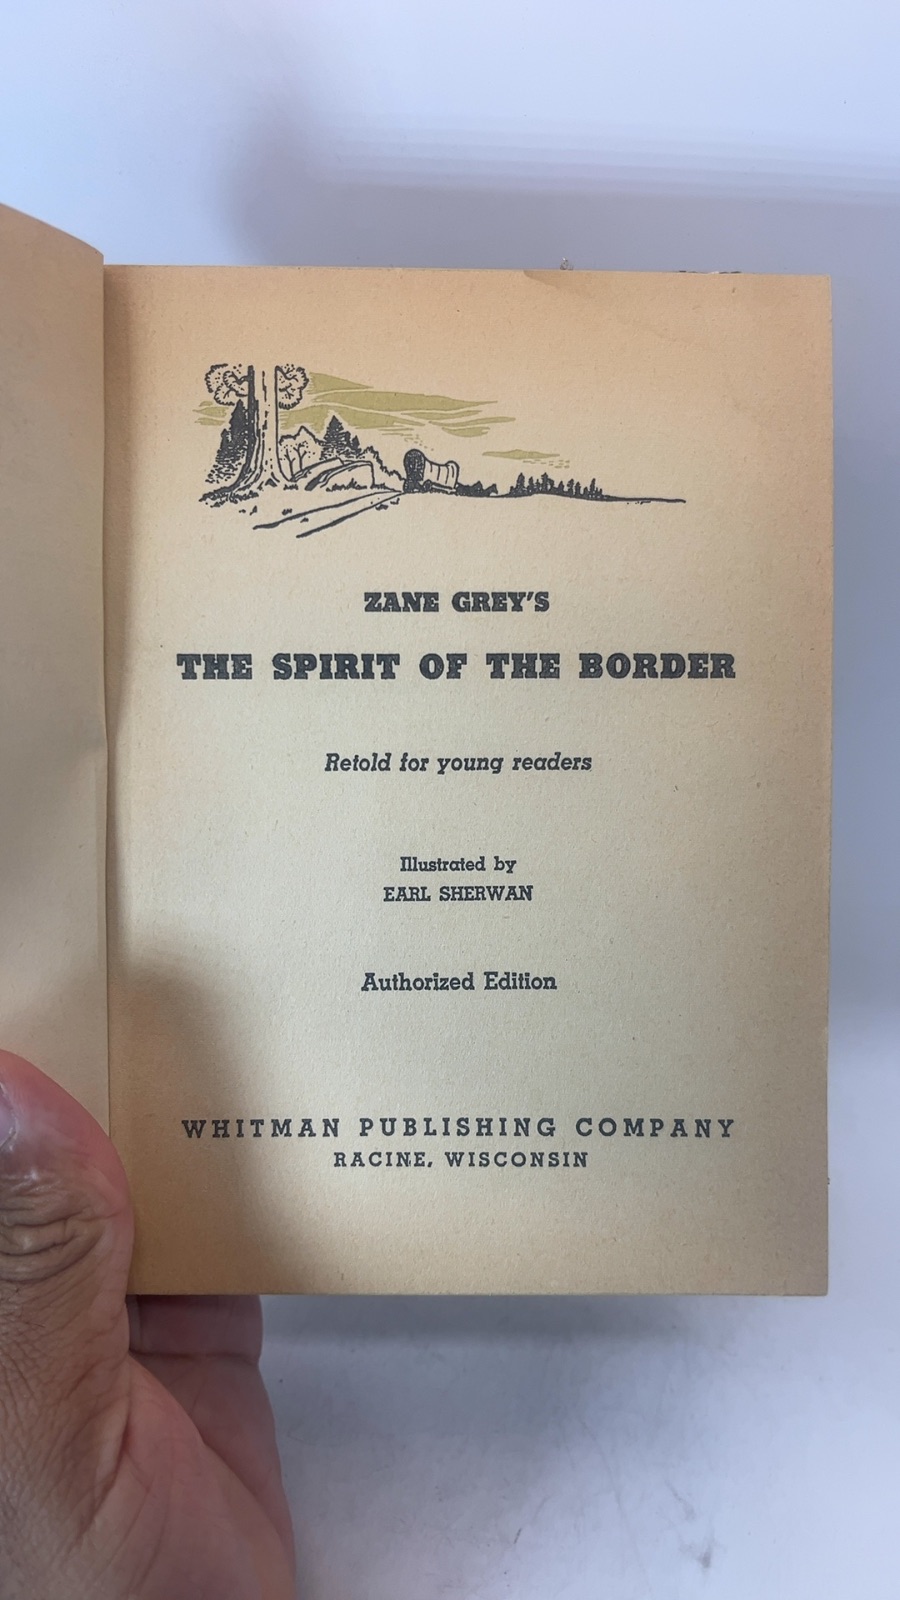 ZANE GREY'S
THE SPIRIT OF THE BORDER
Retold for young readers
Illustrated by
EARL SHERWAN
Authorized Edition
WHITMAN PUBLISHING COMPANY
RACINE, WISCONSIN